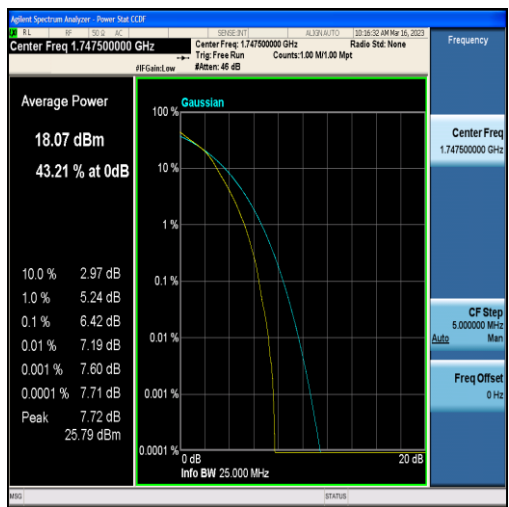 Agilent Spectrum Analyzer - Power Stat CCDF
RL RF 50 Ω AC SENSE:INT ALIGN AUTO 10:16:32 AM Mar 16, 2023
Center Freq 1.747500000 GHz
Center Freq: 1.747500000 GHz Radio Std: None
Trig: Free Run Counts:1.00 M/1.00 Mpt
#IFGain:Low #Atten: 46 dB
Frequency
Average Power
18.07 dBm
43.21 % at 0dB
10.0 % 2.97 dB
1.0 % 5.24 dB
0.1 % 6.42 dB
0.01 % 7.19 dB
0.001 % 7.60 dB
0.0001 % 7.71 dB
Peak 7.72 dB
25.79 dBm
Gaussian
100 %
10 %
1 %
0.1 %
0.01 %
0.001 %
0.0001 %
0 dB 20 dB
Info BW 25.000 MHz
Center Freq
1.747500000 GHz
CF Step
5.000000 MHz
Auto Man
Freq Offset
0 Hz
MSG STATUS